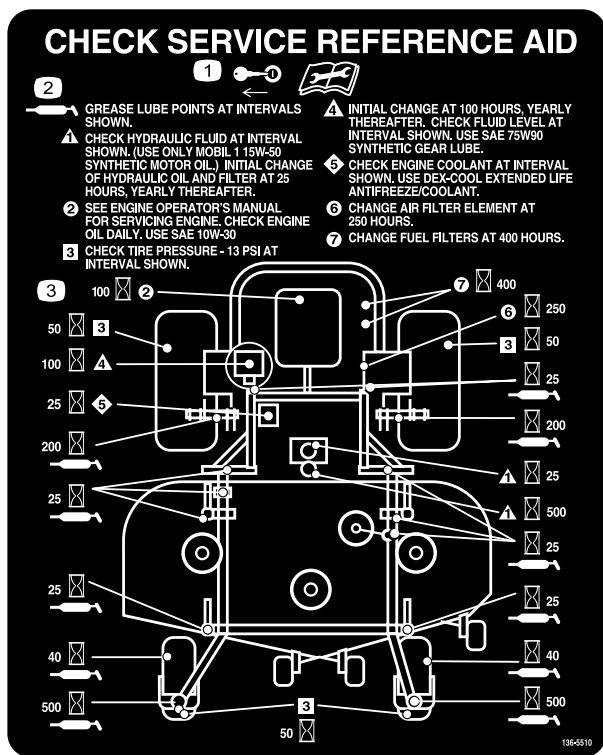 CHECK SERVICE REFERENCE AID
1
2
GREASE LUBE POINTS AT INTERVALS
SHOWN.
1 CHECK HYDRAULIC FLUID AT INTERVAL
SHOWN. (USE ONLY MOBIL 1 15W-50
SYNTHETIC MOTOR OIL.) INITIAL CHANGE
OF HYDRAULIC OIL AND FILTER AT 25
HOURS, YEARLY THEREAFTER.
2 SEE ENGINE OPERATOR'S MANUAL
FOR SERVICING ENGINE. CHECK ENGINE
OIL DAILY. USE SAE 10W-30
3 CHECK TIRE PRESSURE - 13 PSI AT
INTERVAL SHOWN.
4 INITIAL CHANGE AT 100 HOURS, YEARLY
THEREAFTER. CHECK FLUID LEVEL AT
INTERVAL SHOWN. USE SAE 75W90
SYNTHETIC GEAR LUBE.
5 CHECK ENGINE COOLANT AT INTERVAL
SHOWN. USE DEX-COOL EXTENDED LIFE
ANTIFREEZE/COOLANT.
6 CHANGE AIR FILTER ELEMENT AT
250 HOURS.
7 CHANGE FUEL FILTERS AT 400 HOURS.
3
100 2
50 3
100 4
25 5
200
25
25
40
500
7 400
6 250
3 50
25
200
1 25
1 500
25
25
40
500
3
50
136-5510